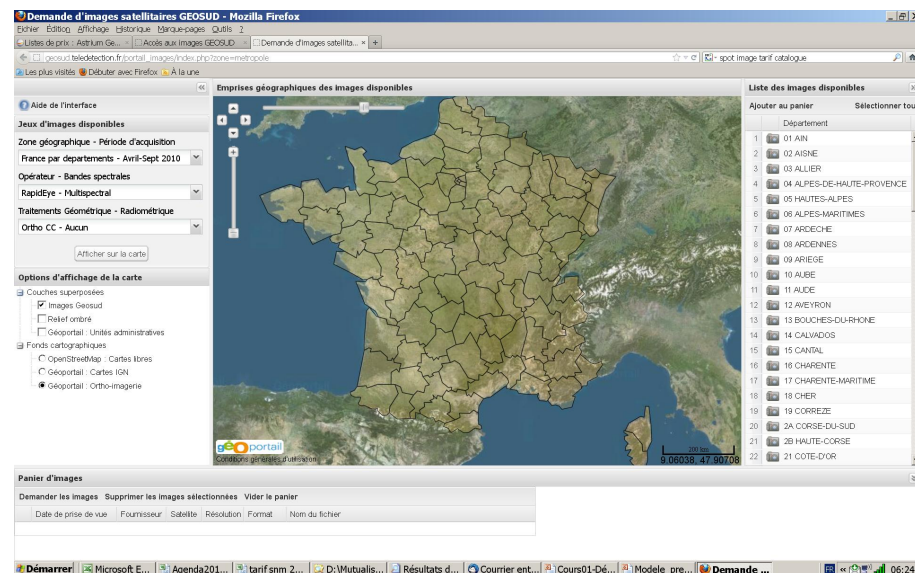 Demande d'images satellitaires GEOSUD - Mozilla Firefox
Fichier Édition Affichage Historique Marque-pages Outils ?
Listes de prix : Astrium Ge... × Accès aux images GEOSUD × Demande d'images satellita... × +
geosud.teledetection.fr/portail_images/index.php?zone=metropole
spot image tarif catalogue
Les plus visités Débuter avec Firefox À la une
Aide de l'interface
Jeux d'images disponibles
Zone géographique - Période d'acquisition
France par departements - Avril-Sept 2010
Opérateur - Bandes spectrales
RapidEye - Multispectral
Traitements Géométrique - Radiométrique
Ortho CC - Aucun
Afficher sur la carte
Options d'affichage de la carte
Couches superposées
Images Geosud
Relief ombré
Géoportail : Unités administratives
Fonds cartographiques
OpenStreetMap : Cartes libres
Géoportail : Cartes IGN
Géoportail : Ortho-imagerie
Emprises géographiques des images disponibles
géoportail
Conditions générales d'utilisation
200 km
9.06038, 47.90708
Liste des images disponibles
Ajouter au panier Sélectionner tou
Département
1 01 AIN
2 02 AISNE
3 03 ALLIER
4 04 ALPES-DE-HAUTE-PROVENCE
5 05 HAUTES-ALPES
6 06 ALPES-MARITIMES
7 07 ARDECHE
8 08 ARDENNES
9 09 ARIEGE
10 10 AUBE
11 11 AUDE
12 12 AVEYRON
13 13 BOUCHES-DU-RHONE
14 14 CALVADOS
15 15 CANTAL
16 16 CHARENTE
17 17 CHARENTE-MARITIME
18 18 CHER
19 19 CORREZE
20 2A CORSE-DU-SUD
21 2B HAUTE-CORSE
22 21 COTE-D'OR
Panier d'images
Demander les images Supprimer les images sélectionnées Vider le panier
Date de prise de vue Fournisseur Satellite Résolution Format Nom du fichier
Démarrer Microsoft E... Agenda201... tarif snm 2... D:\Mutualis... Résultats d... Courrier ent... Cours01-Dé... Modele_pre... Demande ... FR « 06:24